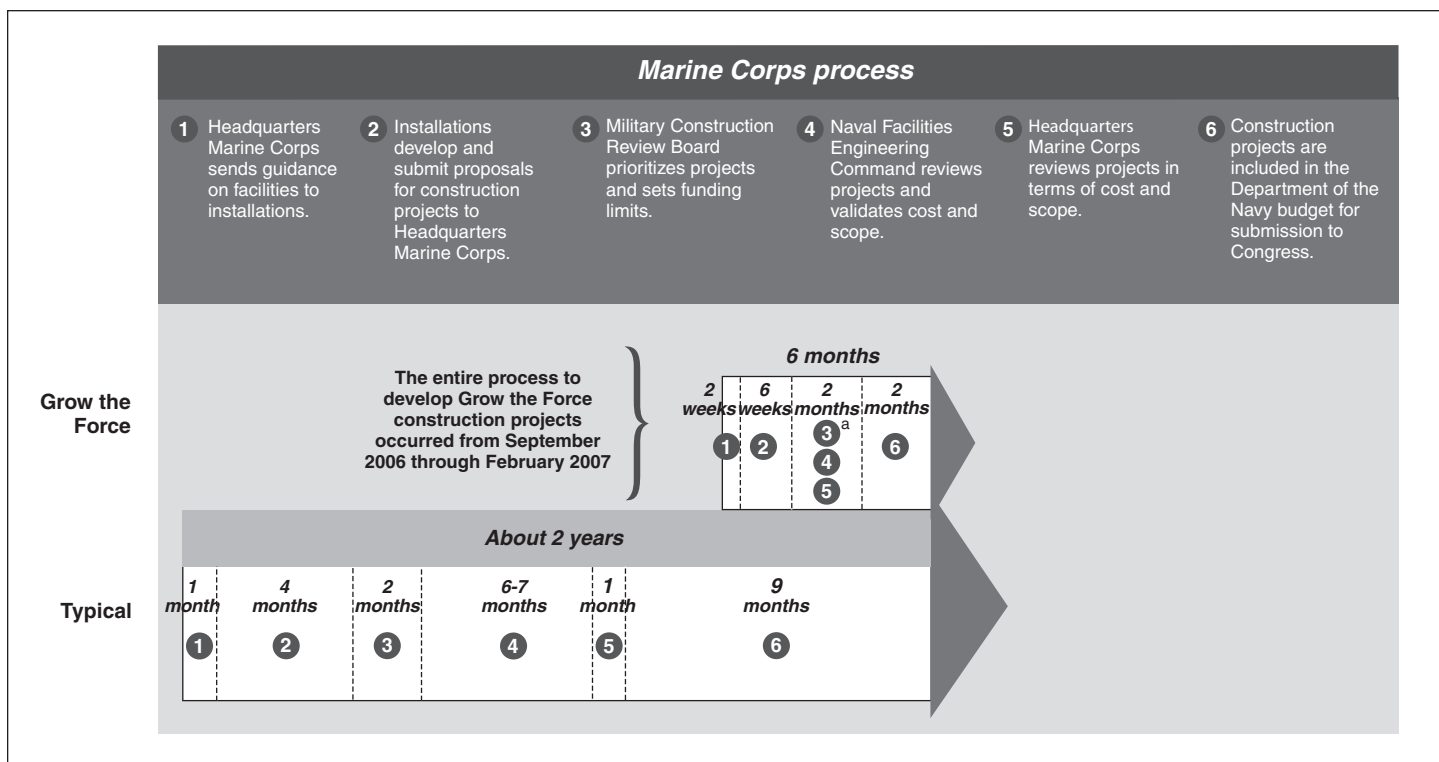 Marine Corps process
1 Headquarters
Marine Corps
sends guidance
on facilities to
installations.
2 Installations
develop and
submit proposals
for construction
projects to
Headquarters
Marine Corps.
3 Military Construction
Review Board
prioritizes projects
and sets funding
limits.
4 Naval Facilities
Engineering
Command reviews
projects and
validates cost and
scope.
5 Headquarters
Marine Corps
reviews projects in
terms of cost and
scope.
6 Construction
projects are
included in the
Department of the
Navy budget for
submission to
Congress.
Grow the
Force
The entire process to
develop Grow the Force
construction projects
occurred from September
2006 through February 2007
6 months
2
weeks
1
6
weeks
2
2
months
3 a
4
5
2
months
6
About 2 years
Typical
1
month
1
4
months
2
2
months
3
6-7
months
4
1
month
5
9
months
6